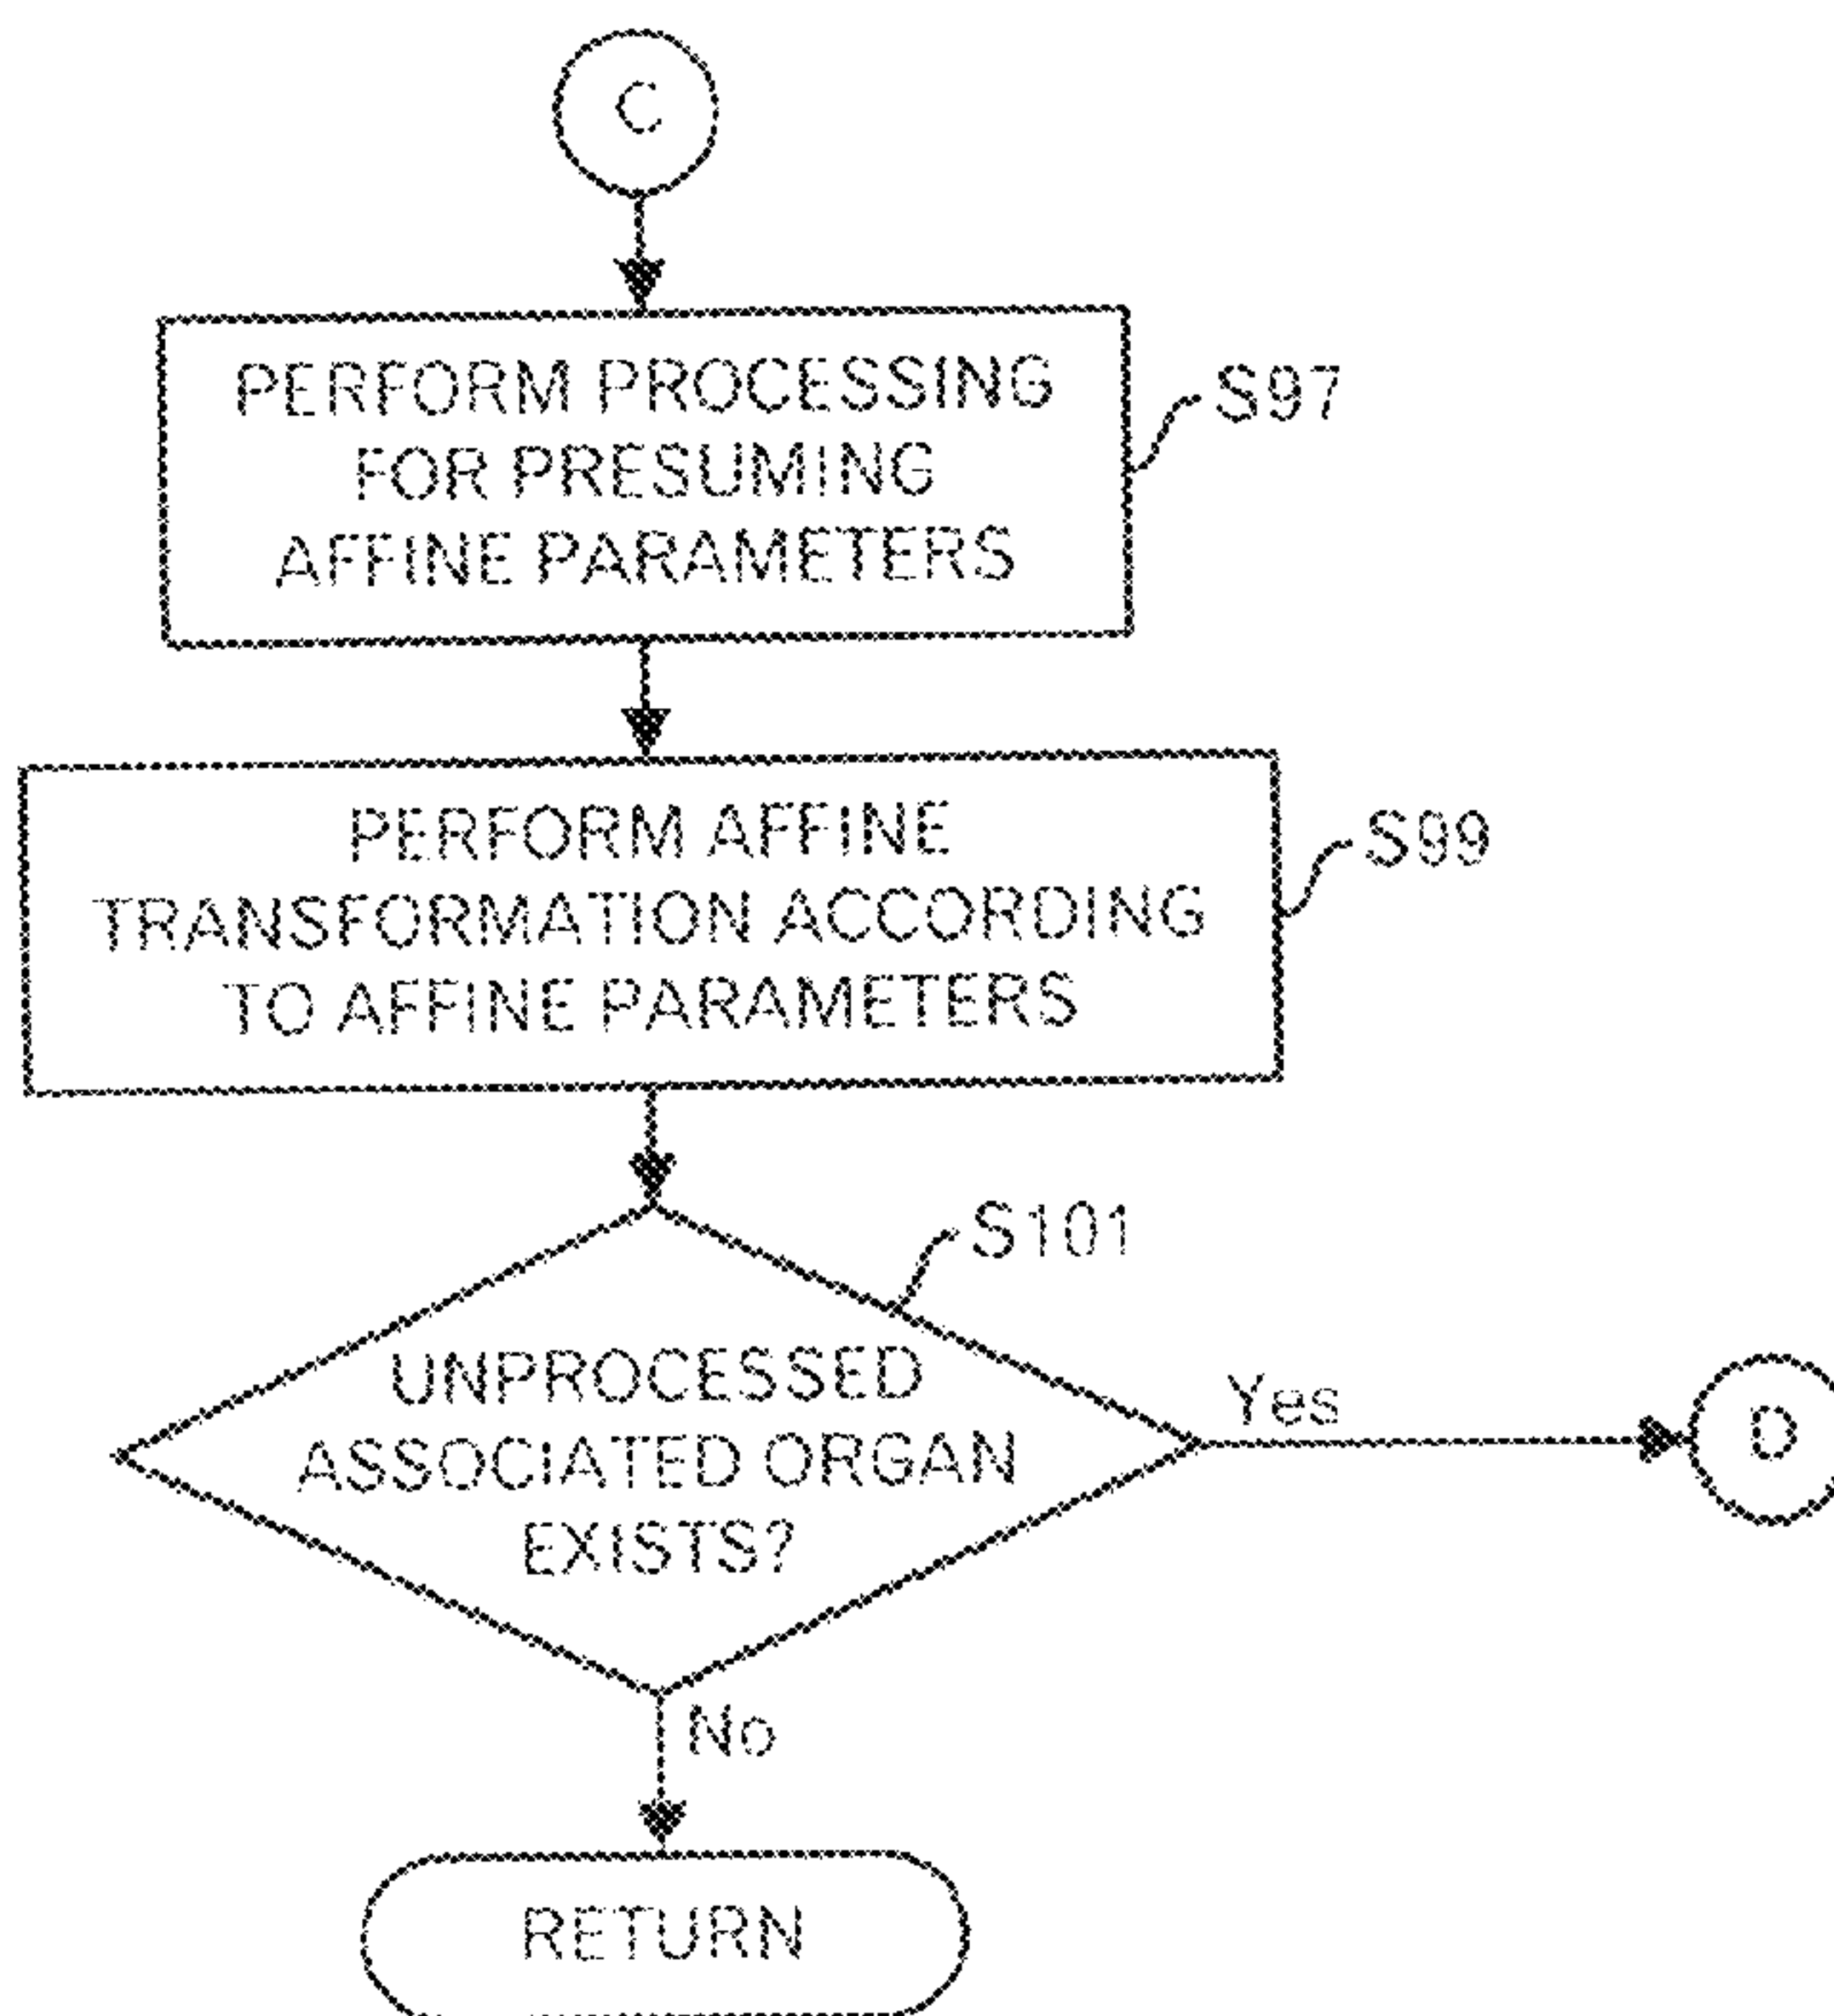 C
PERFORM PROCESSING
FOR PRESUMING
AFFINE PARAMETERS
S97
PERFORM AFFINE
TRANSFORMATION ACCORDING
TO AFFINE PARAMETERS
S99
S101
UNPROCESSED
ASSOCIATED ORGAN
EXISTS?
Yes
D
No
RETURN